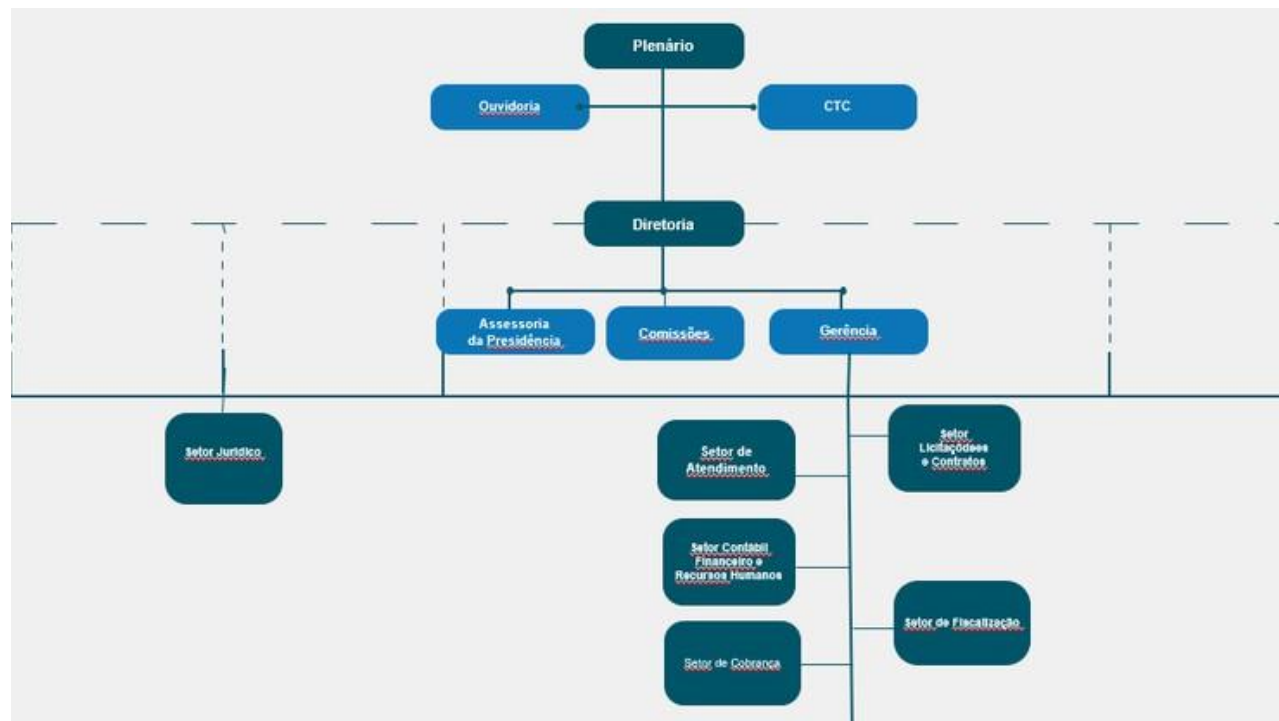 Plenário
Ouvidoria
CTC
Diretoria
Assessoria
da Presidência
Comissões
Gerência
Setor Jurídico
Setor de
Atendimento
Setor
Licitaçõdees
e Contratos
Setor Contábil
Financeiro e
Recursos Humanos
Setor de Fiscalização
Setor de Cobrança